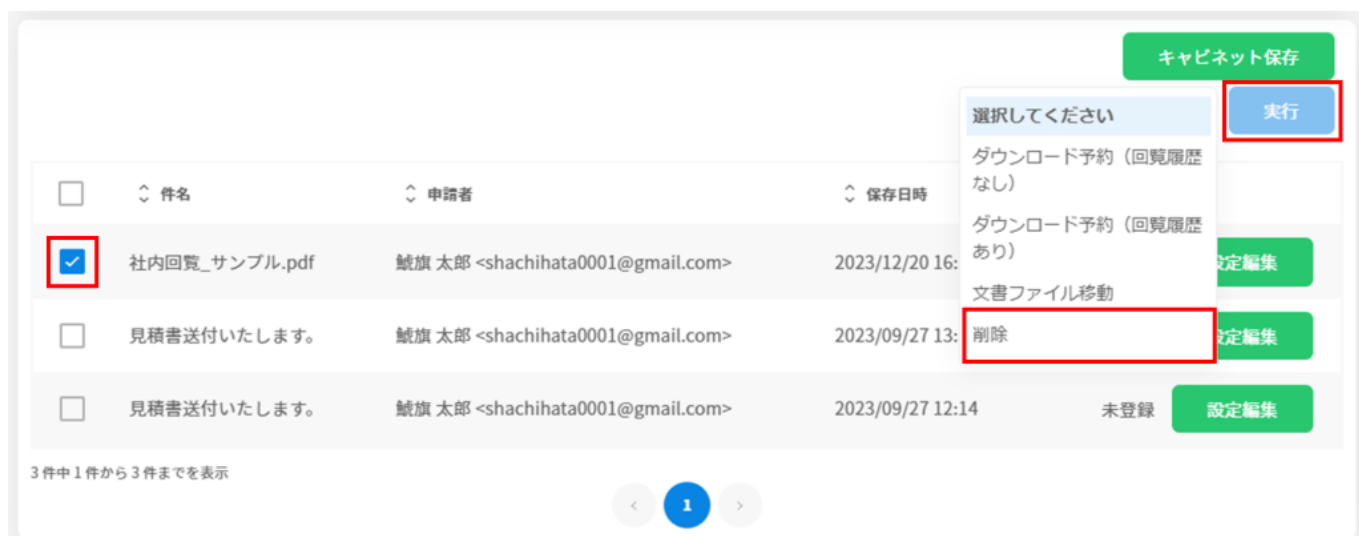 キャビネット保存
選択してください
実行
ダウンロード予約（回覧履歴
なし）
ダウンロード予約（回覧履歴
あり）
文書ファイル移動
削除
件名 申請者 保存日時
社内回覧_サンプル.pdf 鯱旗 太郎 <shachihata0001@gmail.com> 2023/12/20 16: 設定編集
見積書送付いたします。 鯱旗 太郎 <shachihata0001@gmail.com> 2023/09/27 13: 設定編集
見積書送付いたします。 鯱旗 太郎 <shachihata0001@gmail.com> 2023/09/27 12:14 未登録 設定編集
3 件中 1 件から 3 件までを表示
1